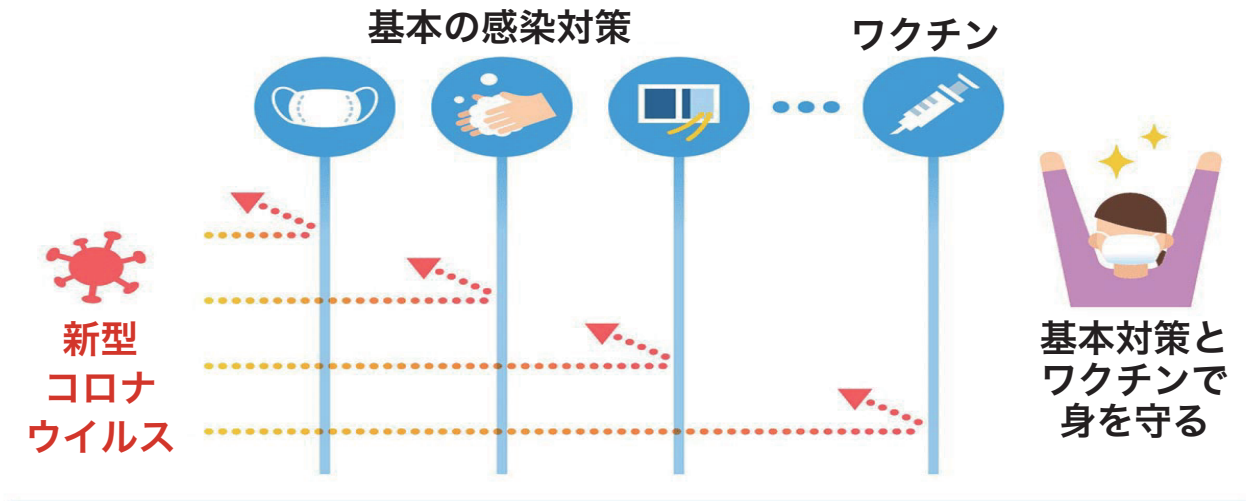 基本の感染対策
ワクチン
新型
コロナ
ウイルス
基本対策と
ワクチンで
身を守る